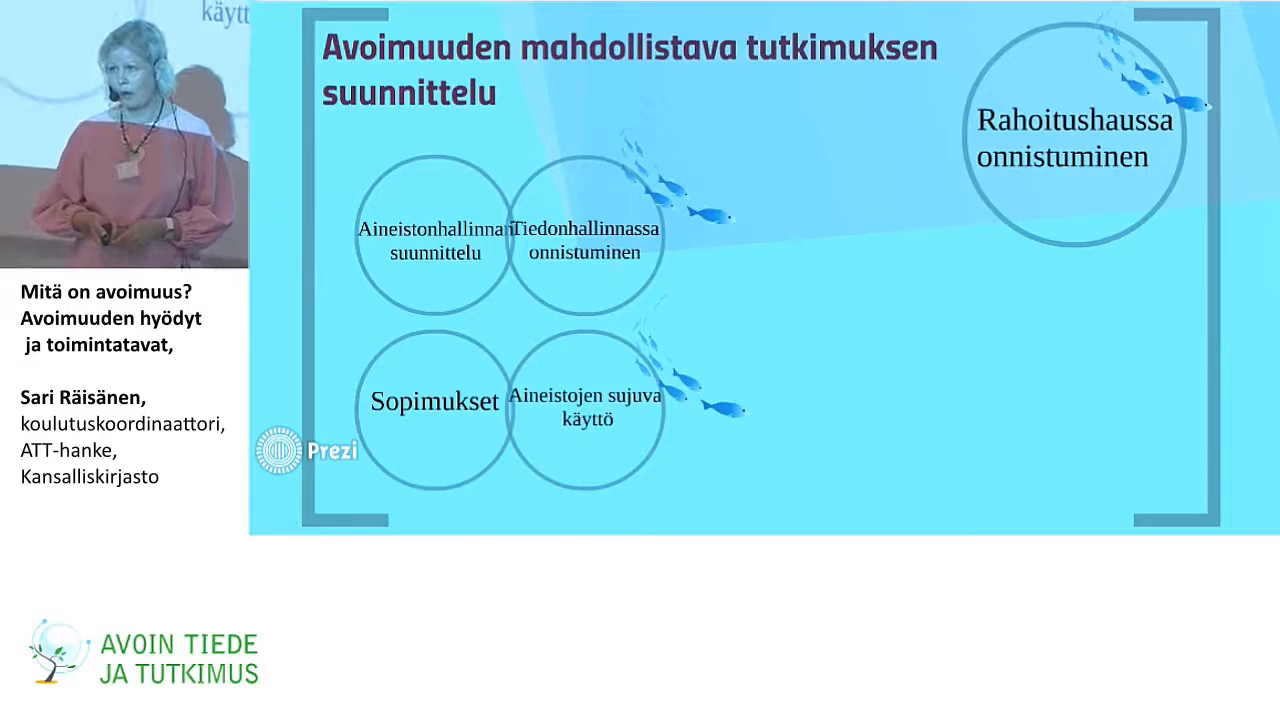 käytt
Avoimuuden mahdollistava tutkimuksen
suunnittelu
Rahoitushaussa
onnistuminen
Aineistonhallinnan
suunnittelu
Tiedonhallinnassa
onnistuminen
Sopimukset
Aineistojen sujuva
käyttö
Prezi
Mitä on avoimuus?
Avoimuuden hyödyt
ja toimintatavat,
Sari Räisänen,
koulutuskoordinaattori,
ATT-hanke,
Kansalliskirjasto
AVOIN TIEDE
JA TUTKIMUS